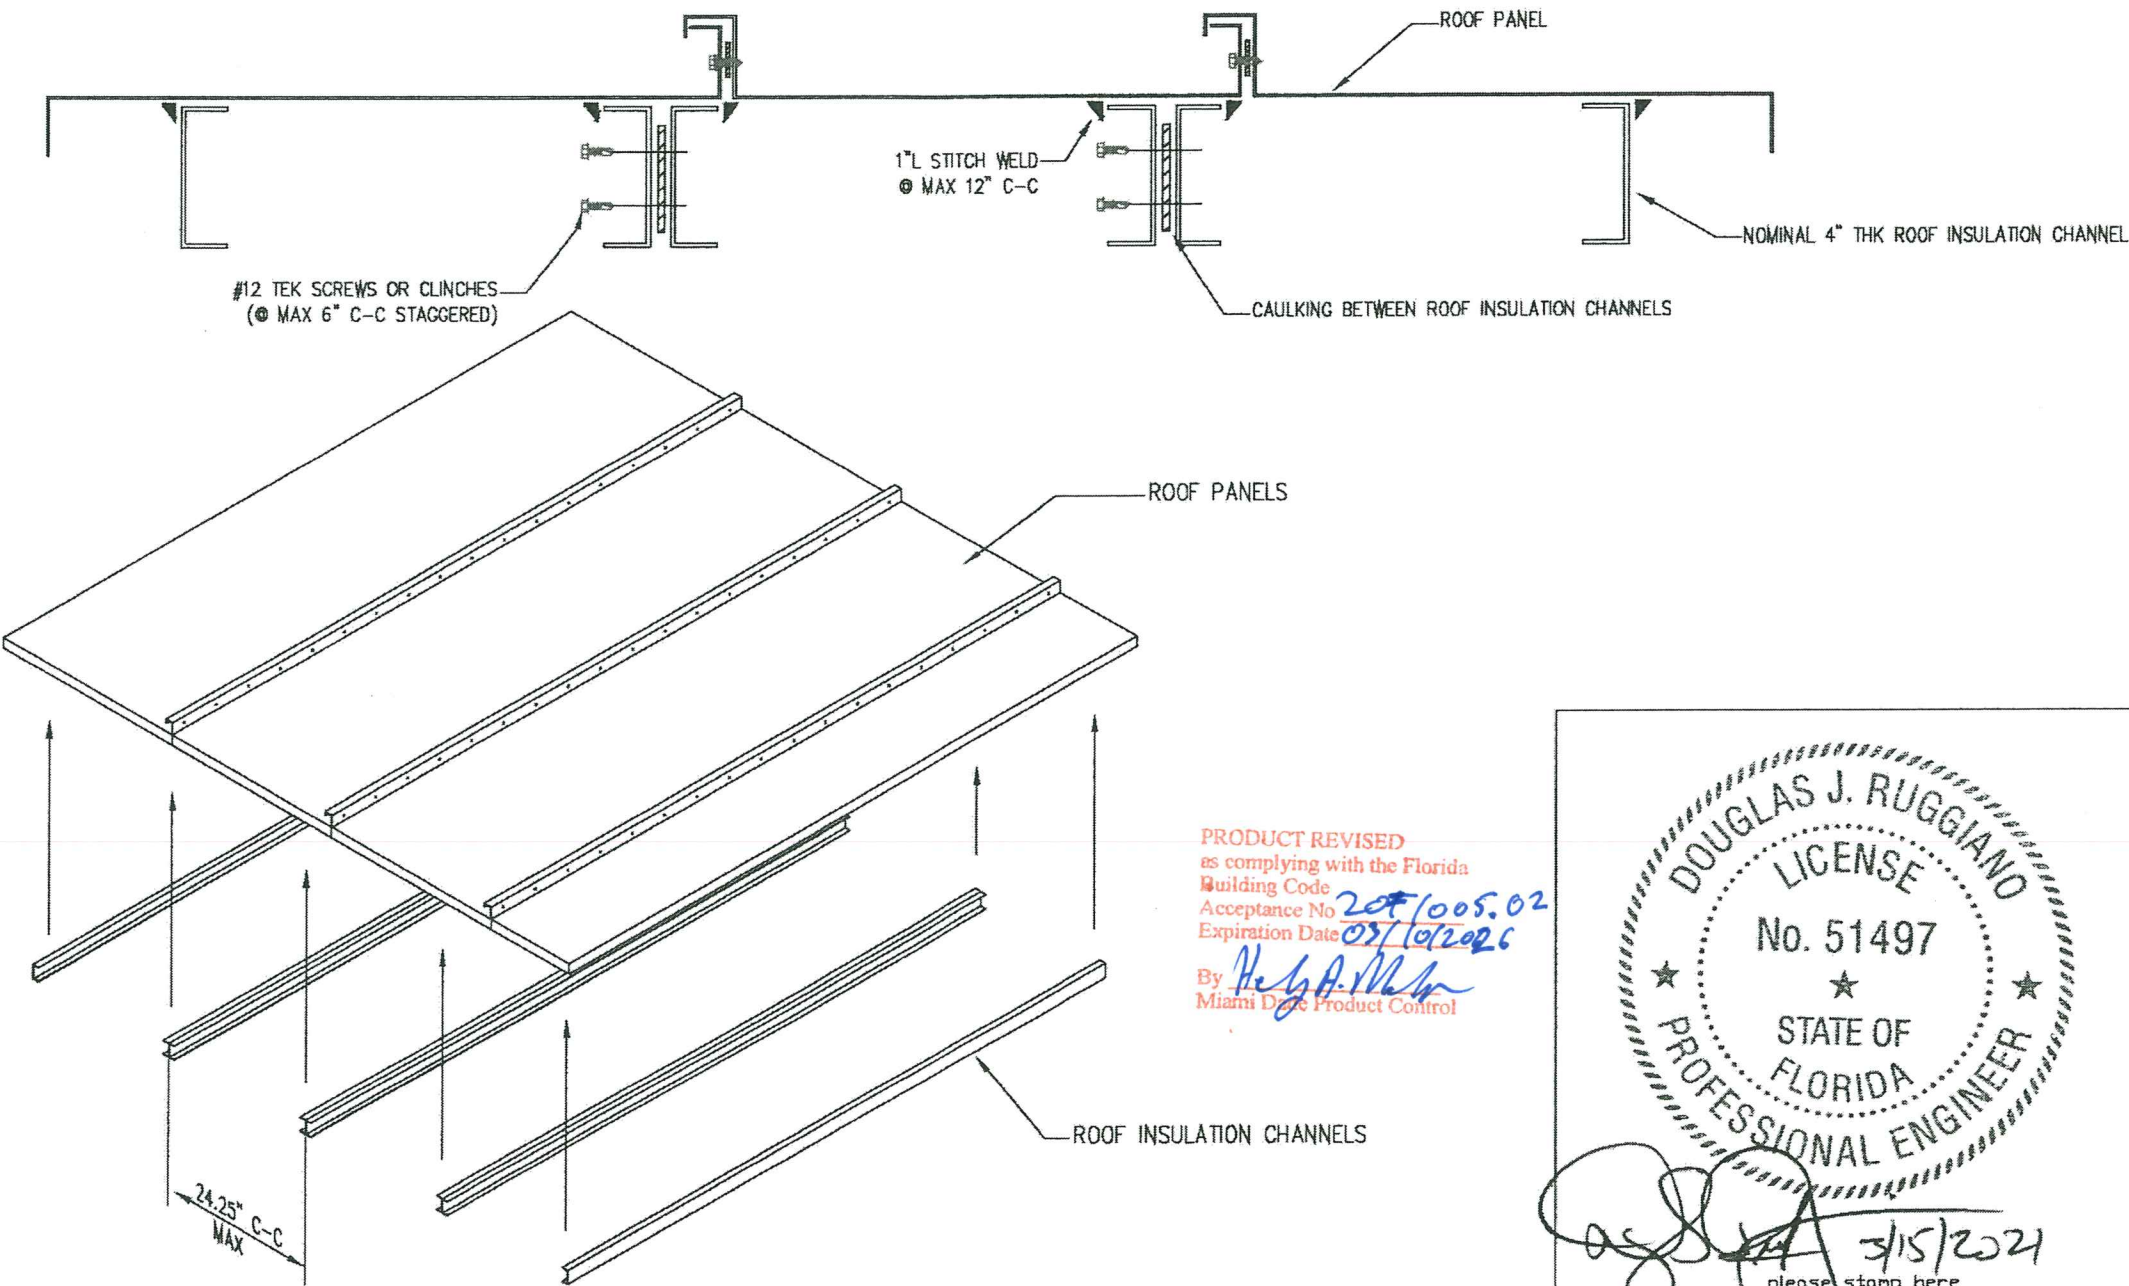 ROOF PANEL
1"L STITCH WELD
@ MAX 12" C-C
NOMINAL 4" THK ROOF INSULATION CHANNEL
#12 TEK SCREWS OR CLINCHES
(@ MAX 6" C-C STAGGERED)
CAULKING BETWEEN ROOF INSULATION CHANNELS
ROOF PANELS
PRODUCT REVISED
as complying with the Florida
Building Code
Acceptance No
Expiration Date
By
Miami Dade Product Control
ROOF INSULATION CHANNELS
24.25" C-C
MAX
DOUGLAS J. RUGGIANO
LICENSE
No. 51497
STATE OF
FLORIDA
PROFESSIONAL ENGINEER
3/15/2021
please stamp here